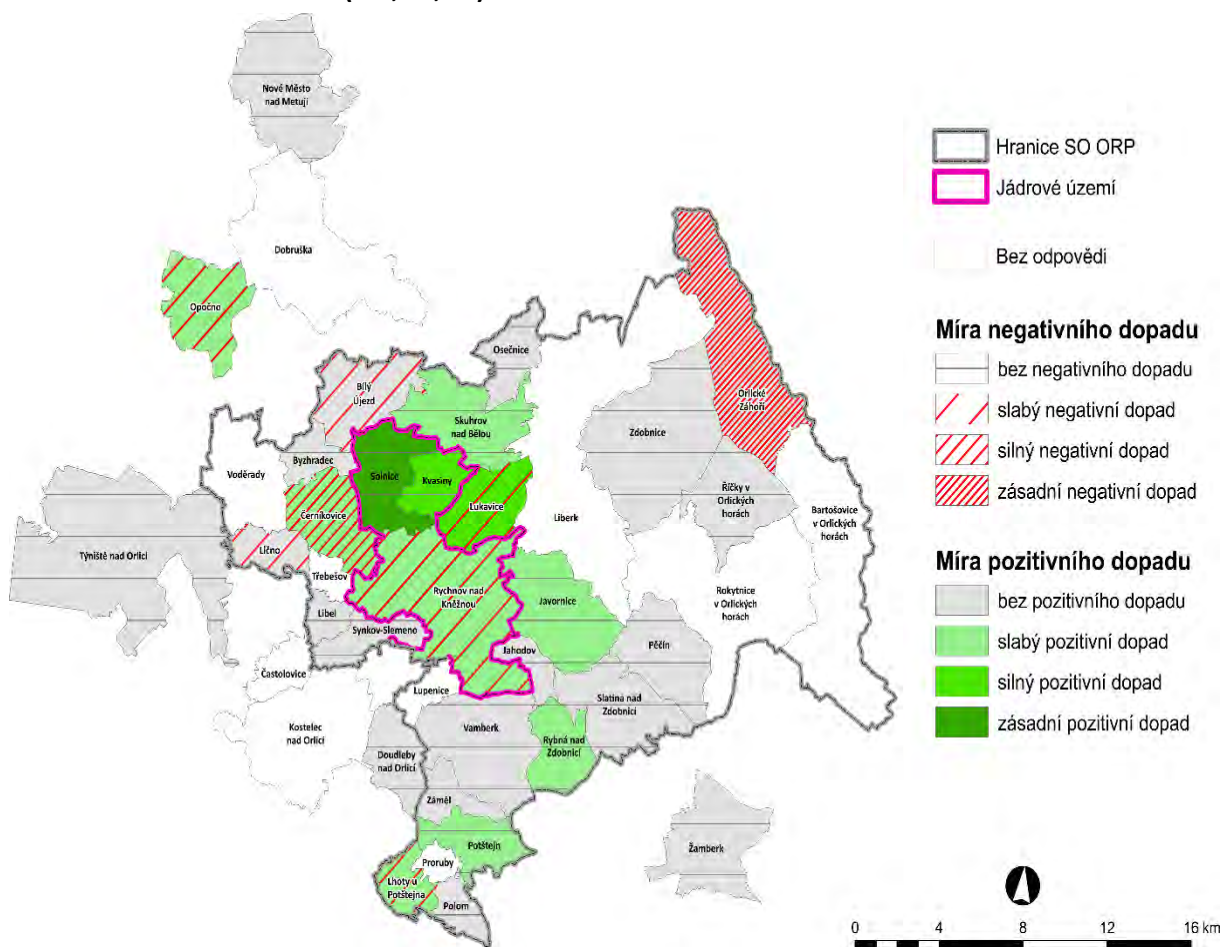 Nové Město
nad Metují
Dobruška
Opočno
Osečnice
Bílý
Újezd
Skuhrov
nad Bělou
Zdobnice
Orlické
Záhoří
Byzhradec
Solnice
Kvasiny
Voděrady
Lukavice
Říčky v
Orlických
horách
Bartošovice
v Orlických
horách
Černíkovice
Liberk
Týniště nad Orlicí
Lično
Třebešov
Rychnov nad
Kněžnou
Javornice
Rokytnice
v Orlických
horách
Libel
Synkov-Slemeno
Jahodov
Pěčín
Častolovice
Lupenice
Slatina nad
Zdobnicí
Kostelec
nad Orlicí
Vamberk
Rybná nad
Zdobnicí
Doudleby
nad Orlicí
Záměl
Potštejn
Žamberk
Proruby
Lhoty u
Potštejna
Polom
Hranice SO ORP
Jádrové území
Bez odpovědi
Míra negativního dopadu
bez negativního dopadu
slabý negativní dopad
silný negativní dopad
zásadní negativní dopad
Míra pozitivního dopadu
bez pozitivního dopadu
slabý pozitivní dopad
silný pozitivní dopad
zásadní pozitivní dopad
0 4 8 12 16 km